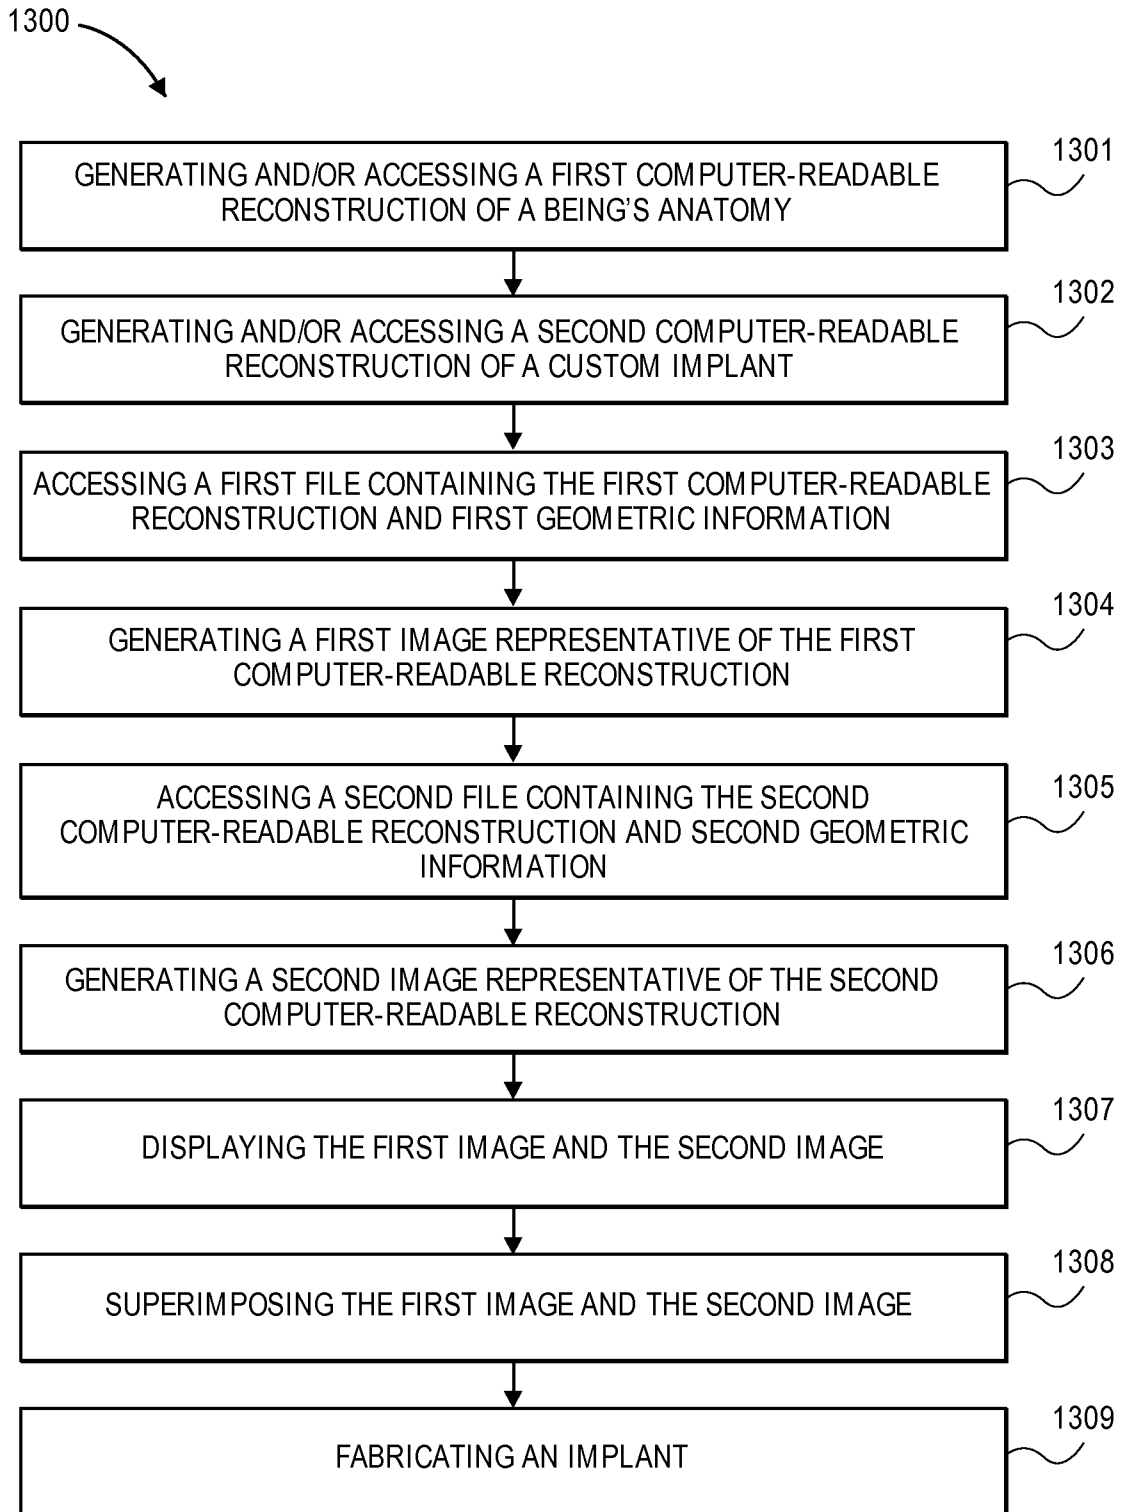 1300
1301
GENERATING AND/OR ACCESSING A FIRST COMPUTER-READABLE
RECONSTRUCTION OF A BEING'S ANATOMY
1302
GENERATING AND/OR ACCESSING A SECOND COMPUTER-READABLE
RECONSTRUCTION OF A CUSTOM IMPLANT
1303
ACCESSING A FIRST FILE CONTAINING THE FIRST COMPUTER-READABLE
RECONSTRUCTION AND FIRST GEOMETRIC INFORMATION
1304
GENERATING A FIRST IMAGE REPRESENTATIVE OF THE FIRST
COMPUTER-READABLE RECONSTRUCTION
1305
ACCESSING A SECOND FILE CONTAINING THE SECOND
COMPUTER-READABLE RECONSTRUCTION AND SECOND GEOMETRIC
INFORMATION
1306
GENERATING A SECOND IMAGE REPRESENTATIVE OF THE SECOND
COMPUTER-READABLE RECONSTRUCTION
1307
DISPLAYING THE FIRST IMAGE AND THE SECOND IMAGE
1308
SUPERIMPOSING THE FIRST IMAGE AND THE SECOND IMAGE
1309
FABRICATING AN IMPLANT